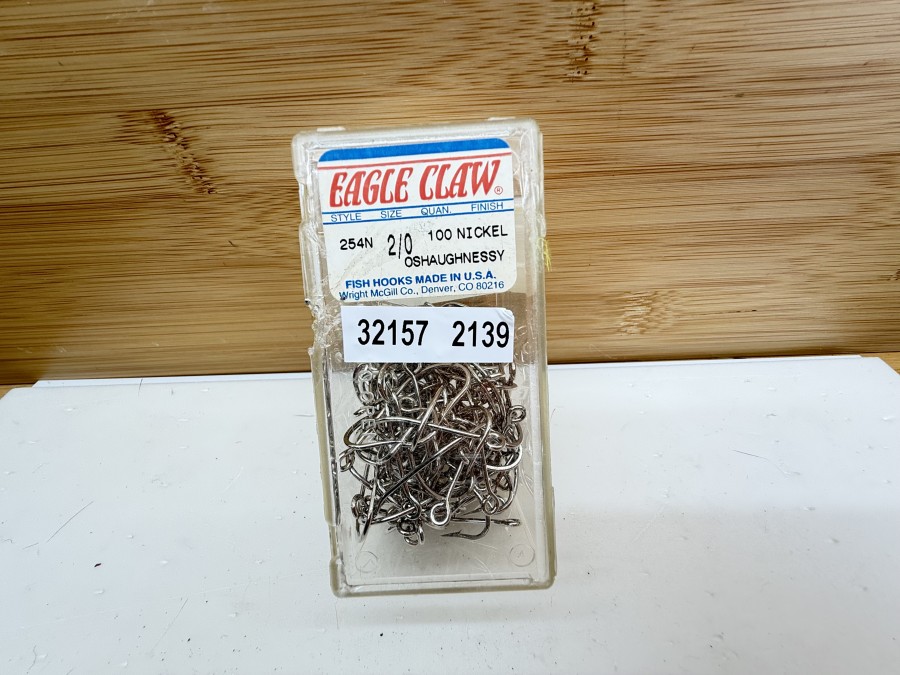 EAGLE CLAW®
STYLE SIZE QUAN. FINISH
254N 2/0 100 NICKEL
OSHAUGHNESSY
FISH HOOKS MADE IN U.S.A.
Wright McGill Co., Denver, CO 80216
32157 2139